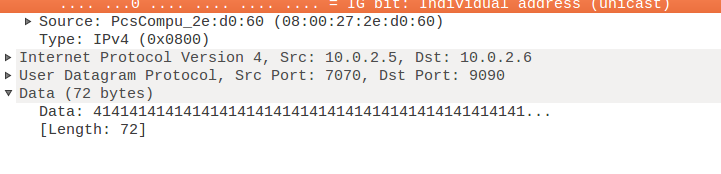 .... ...0 .... .... .... .... = IG bit: Individual address (unicast)
Source: PcsCompu_2e:d0:60 (08:00:27:2e:d0:60)
Type: IPv4 (0x0800)
Internet Protocol Version 4, Src: 10.0.2.5, Dst: 10.0.2.6
User Datagram Protocol, Src Port: 7070, Dst Port: 9090
Data (72 bytes)
Data: 414141414141414141414141414141414141414141414141...
[Length: 72]